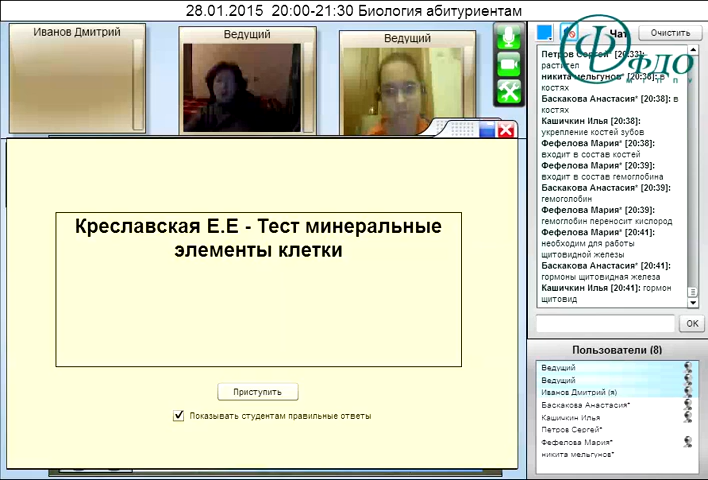 28.01.2015 20:00-21:30 Биология абитуриентам
Иванов Дмитрий
Ведущий
Ведущий
Чат
Очистить
ФДО
Петров Сергей* [20:33]:
растител
никита мельгунов* [20:36]: в
костях
Баскакова Анастасия* [20:38]: в
костях
Кашичкин Илья [20:38]:
укрепление костей зубов
Фефелова Мария* [20:38]:
входит в состав костей
Фефелова Мария* [20:39]:
входит в состав гемоглобина
Баскакова Анастасия* [20:39]:
гемоголобин
Фефелова Мария* [20:39]:
гемоглобин переносит кислород
Фефелова Мария* [20:41]:
необходим для работы
щитовидной железы
Баскакова Анастасия* [20:41]:
гормоны щитовидная железа
Кашичкин Илья [20:41]: гормон
щитовид
OK
Креславская Е.Е - Тест минеральные
элементы клетки
Приступить
Показывать студентам правильные ответы
Пользователи (8)
Ведущий
Ведущий
Иванов Дмитрий (я)
Баскакова Анастасия*
Кашичкин Илья
Петров Сергей*
Фефелова Мария*
никита мельгунов*